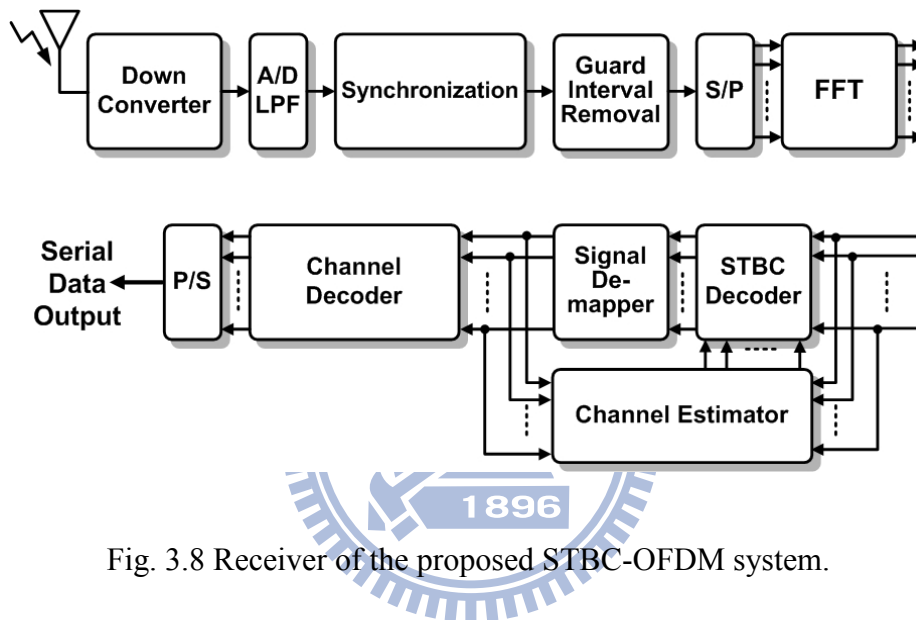 Down
Converter
A/D
LPF
Synchronization
Guard
Interval
Removal
S/P
FFT
Serial
Data
Output
P/S
Channel
Decoder
Signal
De-
mapper
STBC
Decoder
Channel Estimator
1896
Fig. 3.8 Receiver of the proposed STBC-OFDM system.